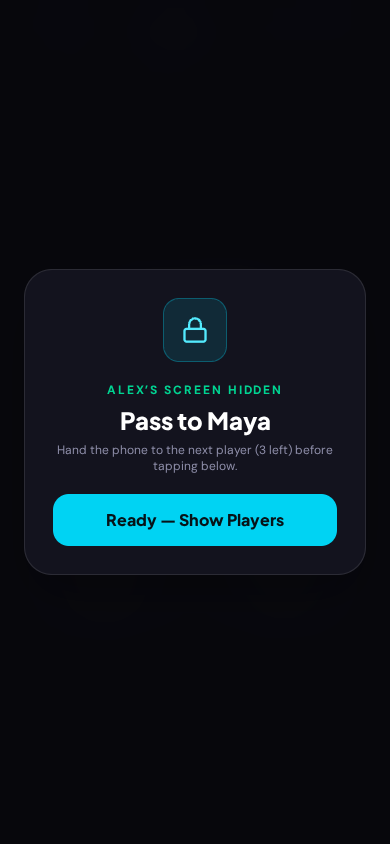 ALEX’S SCREEN HIDDEN
Pass to Maya
Hand the phone to the next player (3 left) before
tapping below.
Ready — Show Players